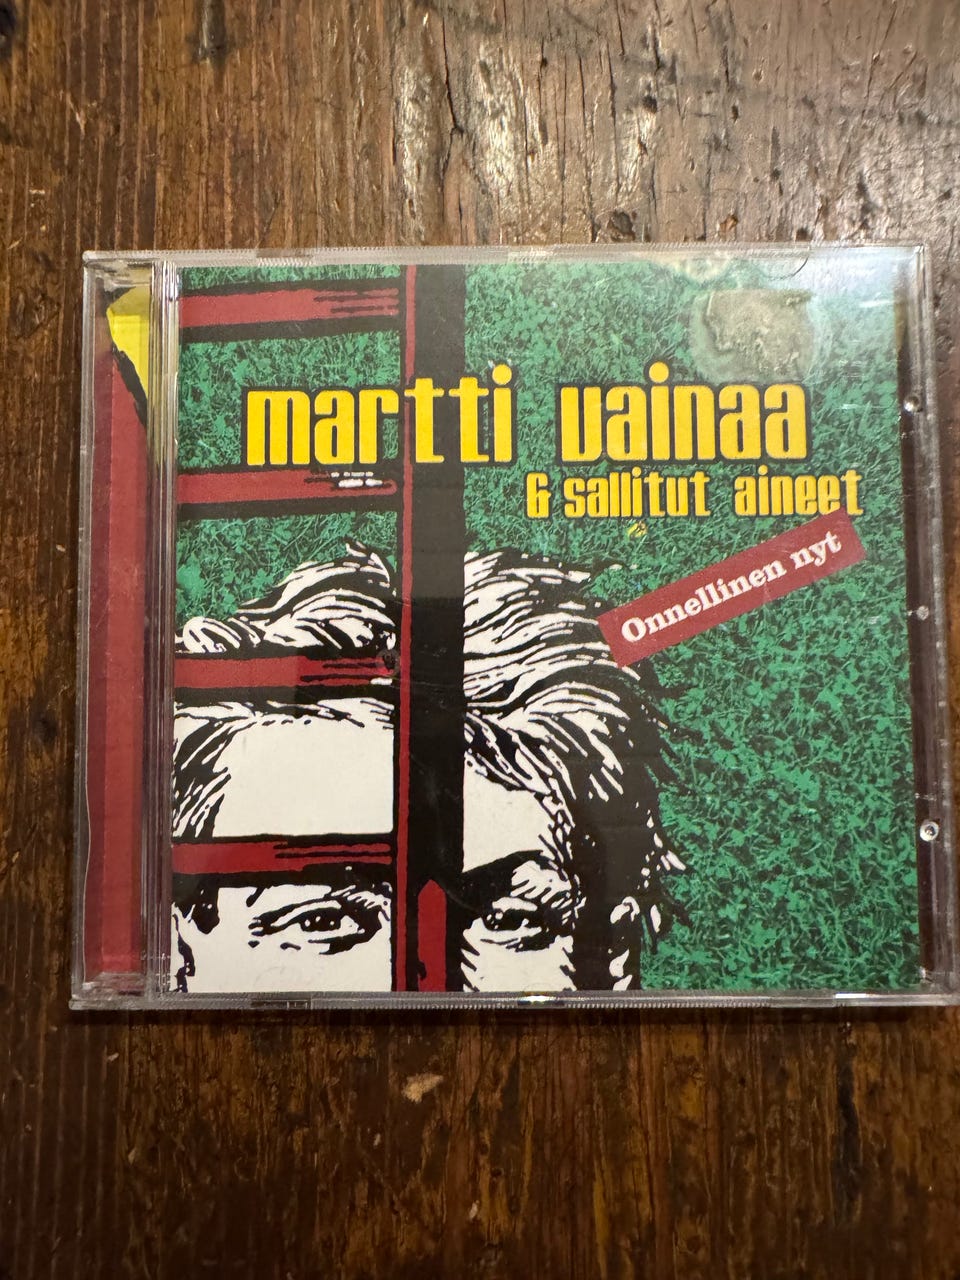 martti vainaa
& sallitut aineet
Onnellinen nyt